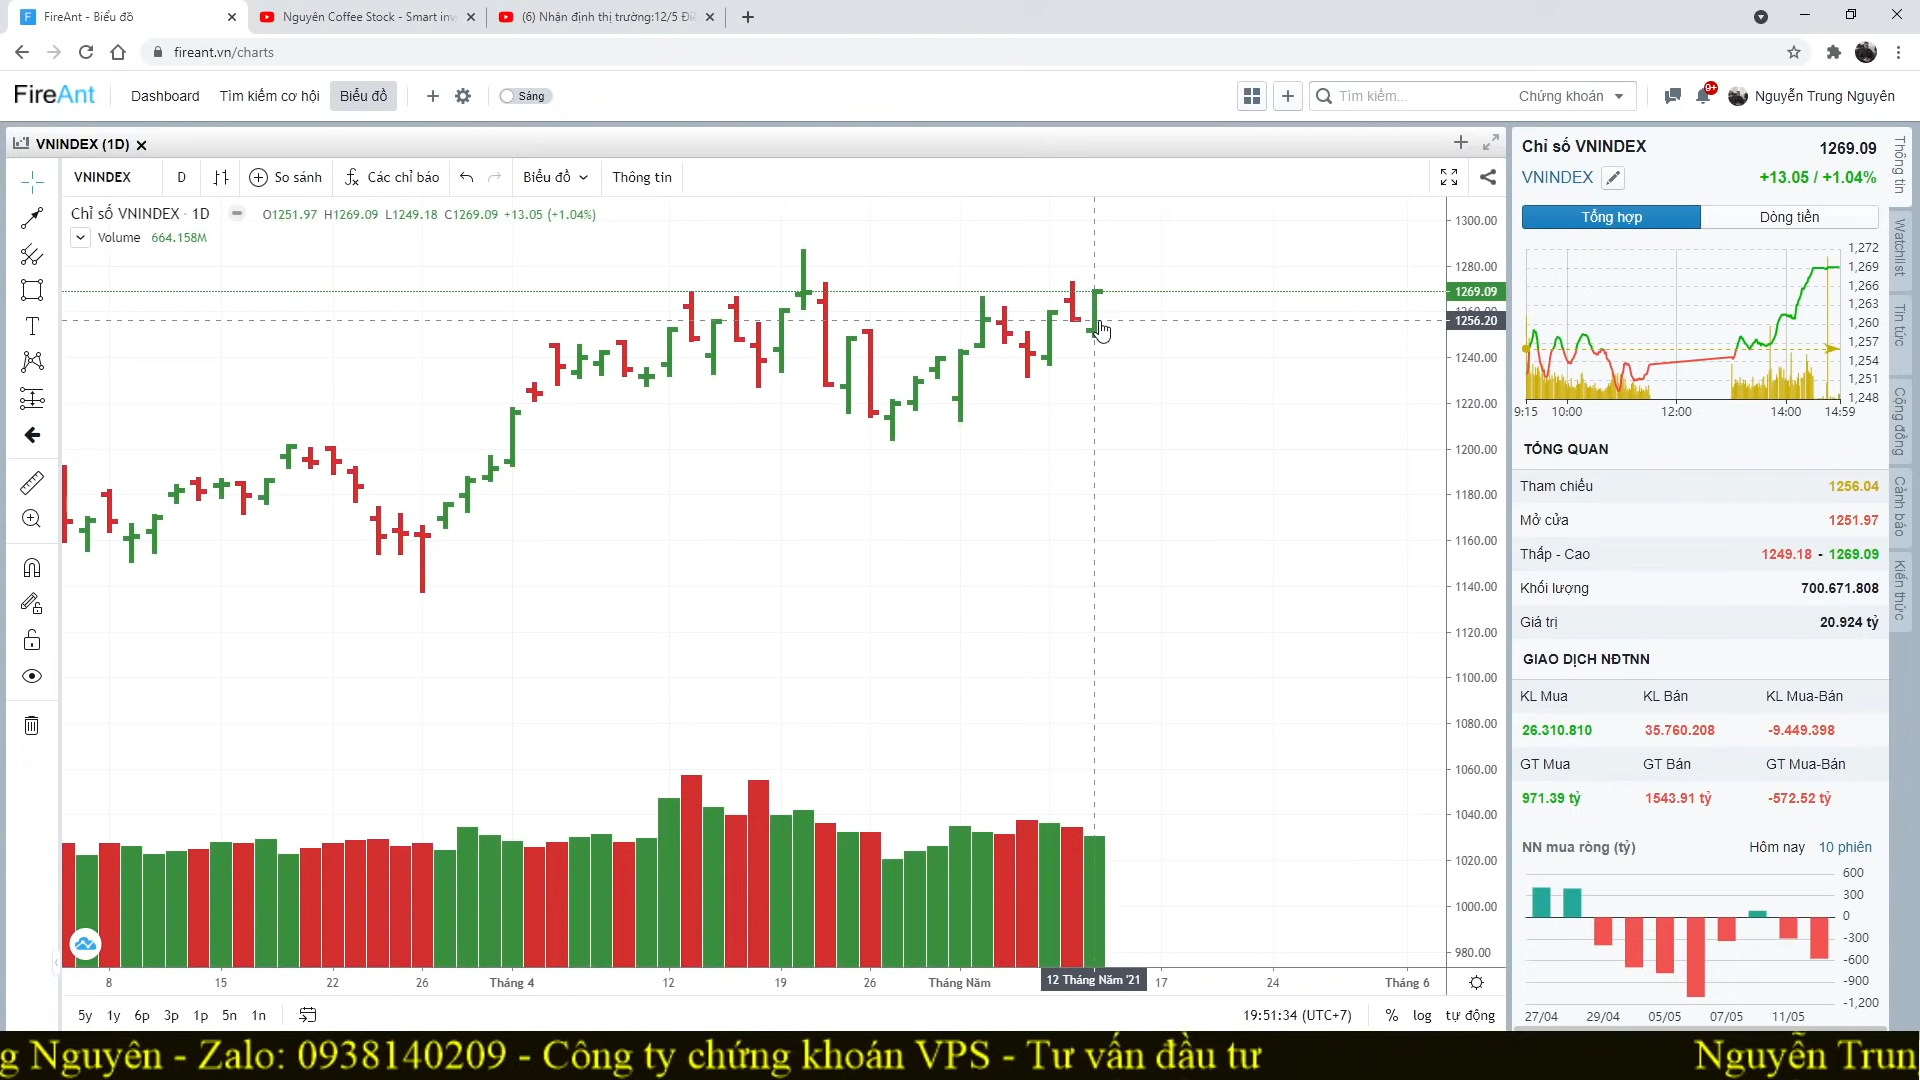 FireAnt - Biểu đồ
Nguyên Coffee Stock - Smart inv
(6) Nhận định thị trường:12/5 Đi
fireant.vn/charts
FireAnt
Dashboard
Tìm kiếm cơ hội
Biểu đồ
Sáng
Tìm kiếm...
Chứng khoán
9+
Nguyễn Trung Nguyên
VNINDEX (1D)
VNINDEX
D
So sánh
Các chỉ báo
Biểu đồ
Thông tin
Chỉ số VNINDEX · 1D
O1251.97 H1269.09 L1249.18 C1269.09 +13.05 (+1.04%)
Volume 664.158M
1300.00
1280.00
1269.09
1256.20
1240.00
1220.00
1200.00
1180.00
1160.00
1140.00
1120.00
1100.00
1080.00
1060.00
1040.00
1020.00
1000.00
980.00
8
15
22
26
Tháng 4
12
19
26
Tháng Năm
12 Tháng Năm '21
17
24
Tháng 6
5y
1y
6p
3p
1p
5n
1n
19:51:34 (UTC+7)
%
log
tự động
Chỉ số VNINDEX
1269.09
VNINDEX
+13.05 / +1.04%
Tổng hợp
Dòng tiền
1,272
1,269
1,266
1,263
1,260
1,257
1,254
1,251
1,248
9:15
10:00
12:00
14:00
14:59
TỔNG QUAN
Tham chiếu 1256.04
Mở cửa 1251.97
Thấp - Cao 1249.18 - 1269.09
Khối lượng 700.671.808
Giá trị 20.924 tỷ
GIAO DỊCH NĐTNN
KL Mua KL Bán KL Mua-Bán
26.310.810 35.760.208 -9.449.398
GT Mua GT Bán GT Mua-Bán
971.39 tỷ 1543.91 tỷ -572.52 tỷ
NN mua ròng (tỷ)
Hôm nay
10 phiên
600
300
0
-300
-600
-900
-1,200
27/04
29/04
05/05
07/05
11/05
Thông tin
Watchlist
Tin tức
Cộng đồng
Cảnh báo
Kiến thức
g Nguyên - Zalo: 0938140209 - Công ty chứng khoán VPS - Tư vấn đầu tư
Nguyễn Trun